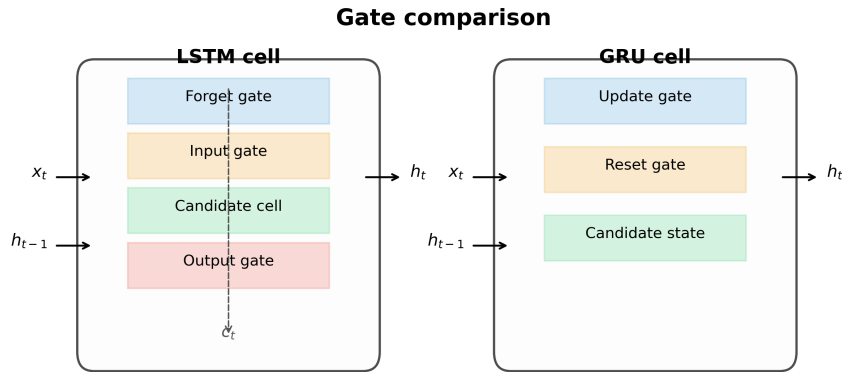 Gate comparison
LSTM cell
Forget gate
Input gate
Candidate cell
Output gate
x_t
h_{t−1}
h_t
c_t
GRU cell
Update gate
Reset gate
Candidate state
x_t
h_{t−1}
h_t